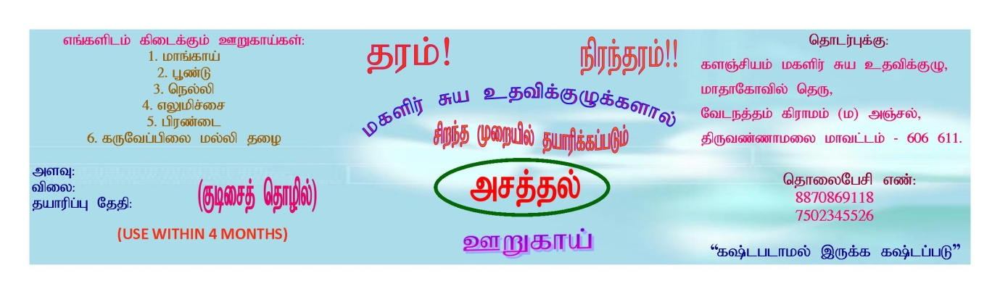 எங்களிடம் கிடைக்கும் ஊறுகாய்கள்:
1. மாங்காய்
2. பூண்டு
3. நெல்லி
4. எலுமிச்சை
5. பிரண்டை
6. கருவேப்பிலை மல்லி தழை
அளவு:
விலை:
தயாரிப்பு தேதி:
(குடிசைத் தொழில்)
(USE WITHIN 4 MONTHS)
தரம்!
நிரந்தரம்!!
மகளிர் சுய உதவிக்குழுக்களால்
சிறந்த முறையில் தயாரிக்கப்படும்
அசத்தல்
ஊறுகாய்
தொடர்புக்கு:
களஞ்சியம் மகளிர் சுய உதவிக்குழு,
மாதாகோவில் தெரு,
வேடநத்தம் கிராமம் (ம) அஞ்சல்,
திருவண்ணாமலை மாவட்டம் - 606 611.
தொலைபேசி எண்:
8870869118
7502345526
“கஷ்டபடாமல் இருக்க கஷ்டப்படு”